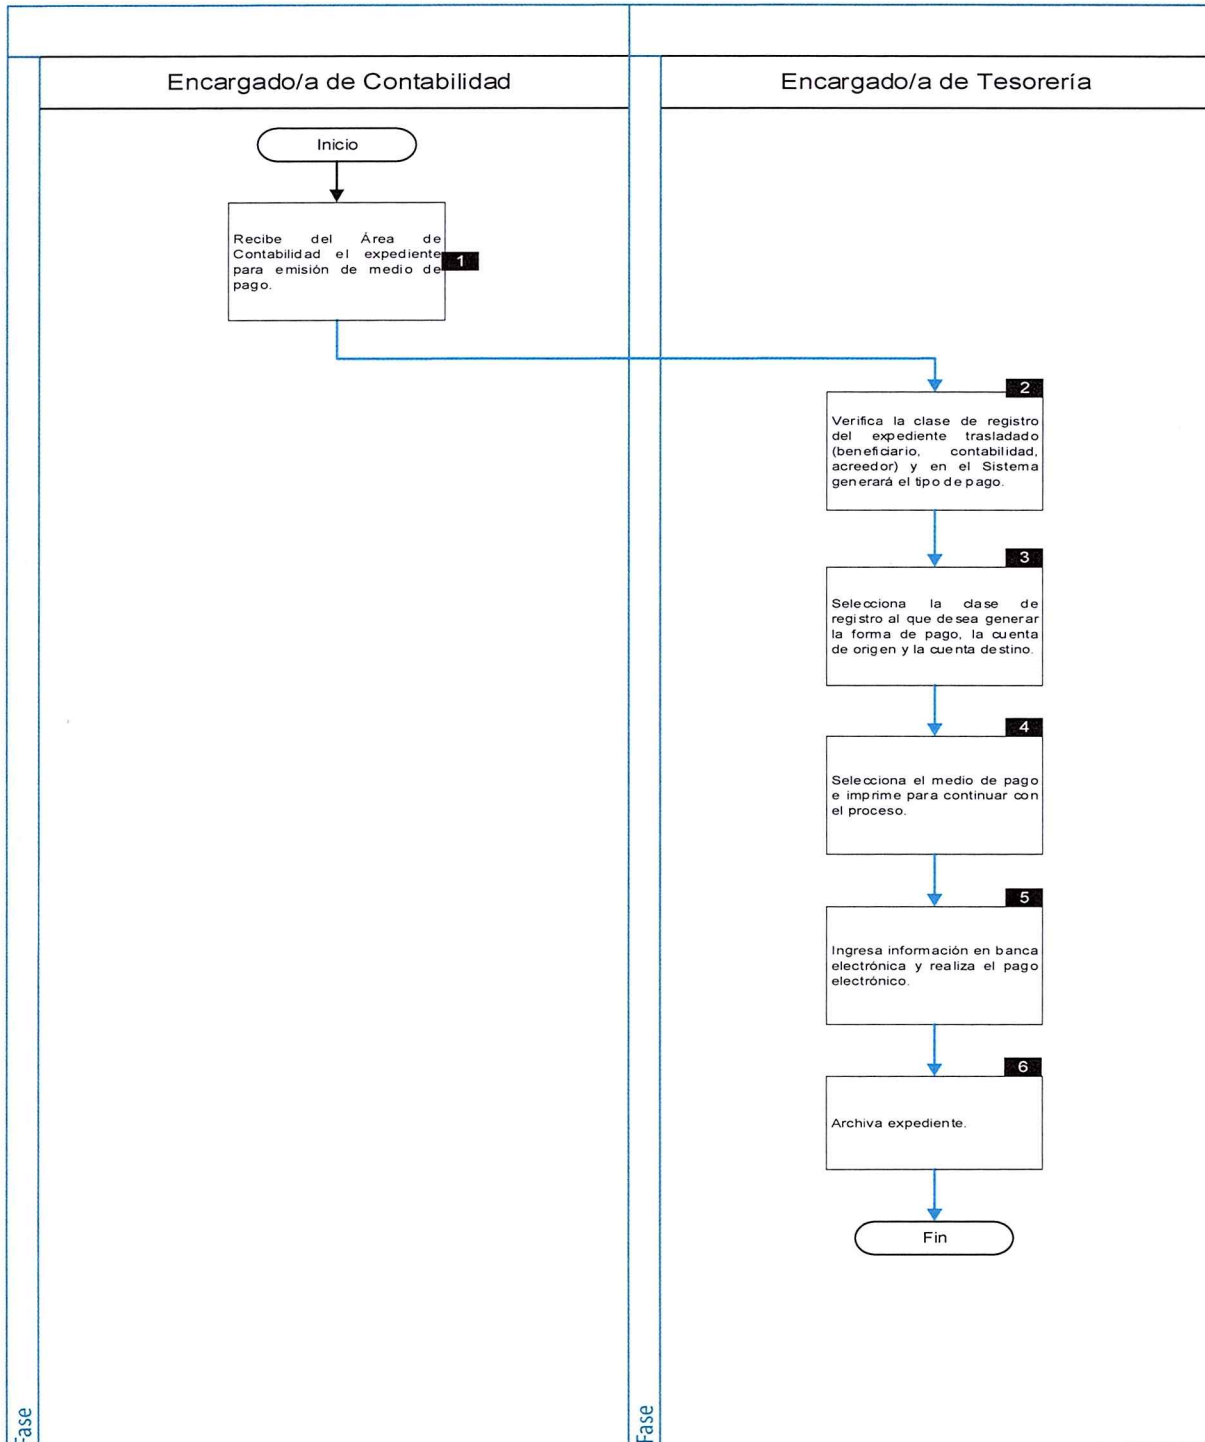 Encargado/a de Contabilidad
Encargado/a de Tesorería
Inicio
Recibe del Área de
Contabilidad el expediente
para emisión de medio de
pago.
1
2
Verifica la clase de registro
del expediente trasladado
(beneficiario, contabilidad,
acreedor) y en el Sistema
generará el tipo de pago.
3
Selecciona la clase de
registro al que desea generar
la forma de pago, la cuenta
de origen y la cuenta destino.
4
Selecciona el medio de pago
e imprime para continuar con
el proceso.
5
Ingresa información en banca
electrónica y realiza el pago
electrónico.
6
Archiva expediente.
Fin
Fase
Fase